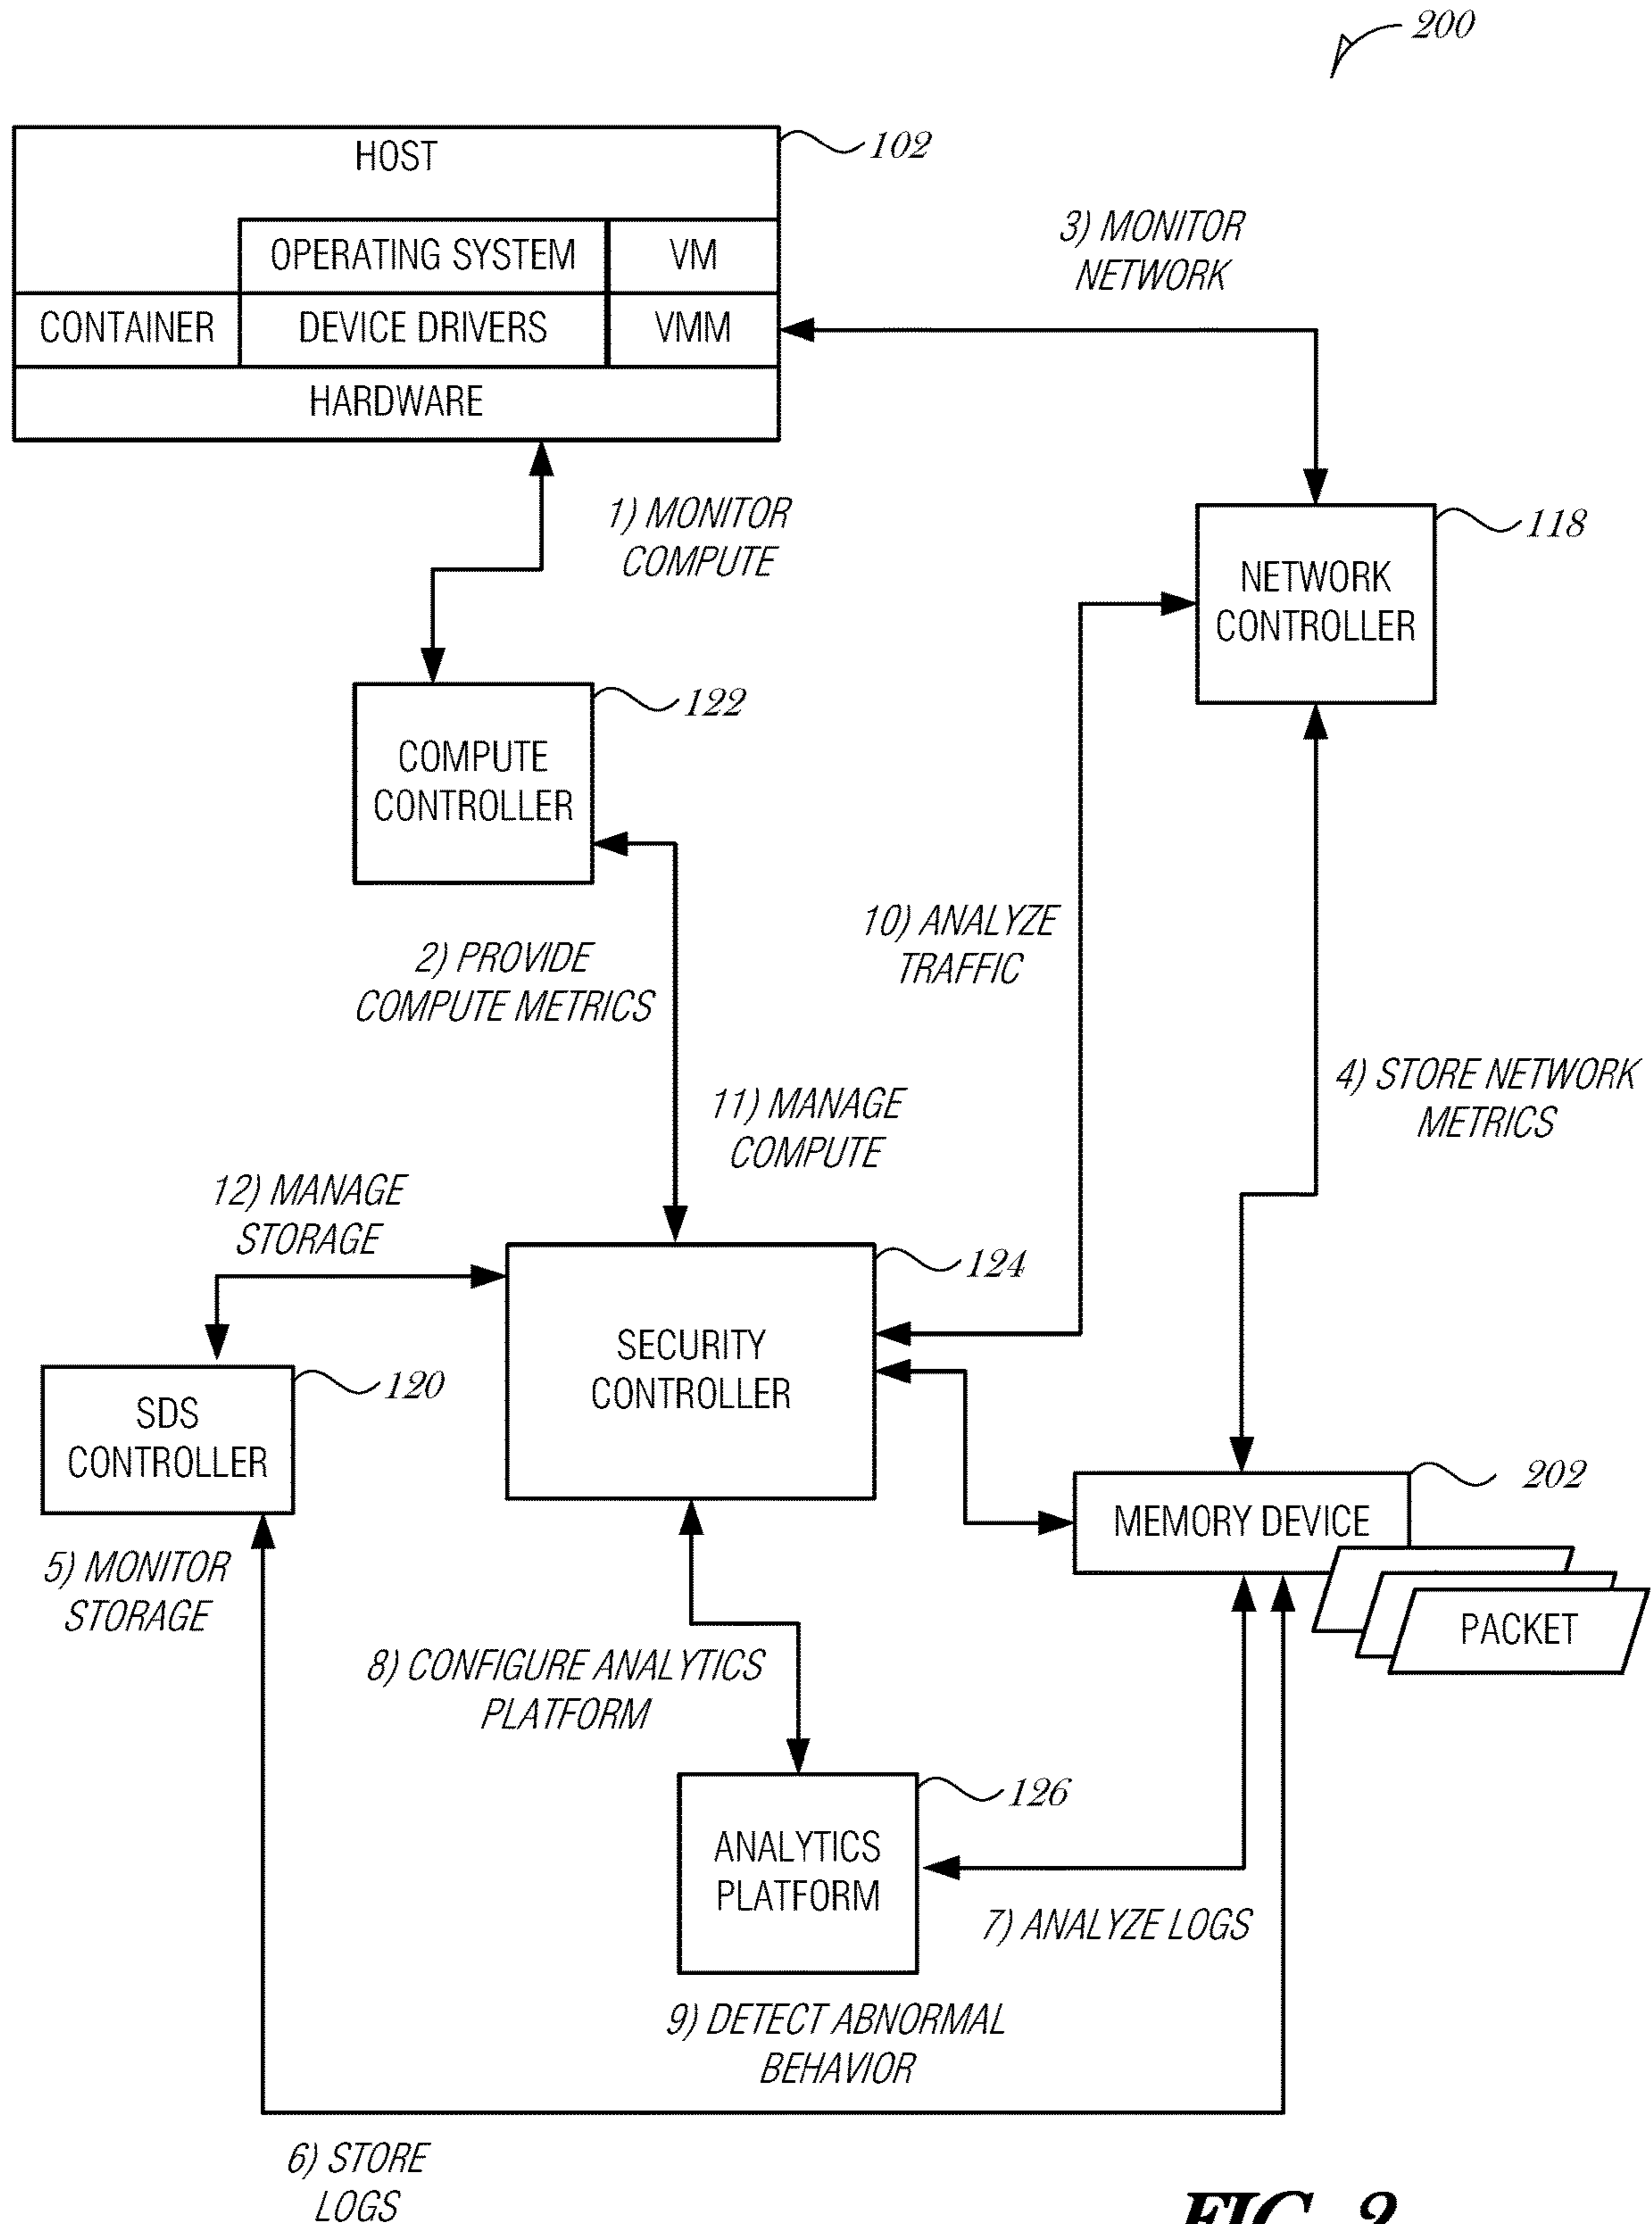 200
HOST
102
OPERATING SYSTEM
VM
CONTAINER
DEVICE DRIVERS
VMM
HARDWARE
3) MONITOR
NETWORK
1) MONITOR
COMPUTE
118
NETWORK
CONTROLLER
122
COMPUTE
CONTROLLER
10) ANALYZE
TRAFFIC
2) PROVIDE
COMPUTE METRICS
4) STORE NETWORK
METRICS
11) MANAGE
COMPUTE
12) MANAGE
STORAGE
124
SECURITY
CONTROLLER
120
SDS
CONTROLLER
202
MEMORY DEVICE
PACKET
5) MONITOR
STORAGE
8) CONFIGURE ANALYTICS
PLATFORM
126
ANALYTICS
PLATFORM
7) ANALYZE LOGS
9) DETECT ABNORMAL
BEHAVIOR
6) STORE
LOGS
FIG. 2